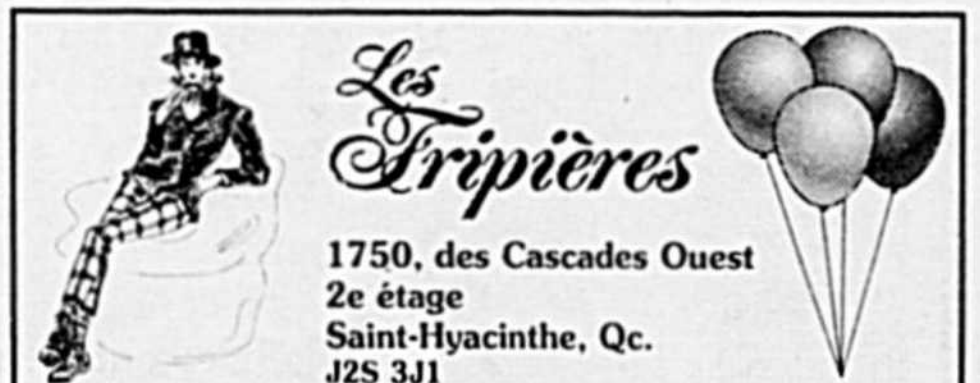 Les
Fripières
1750, des Cascades Ouest
2e étage
Saint-Hyacinthe, Qc.
J2S 3J1